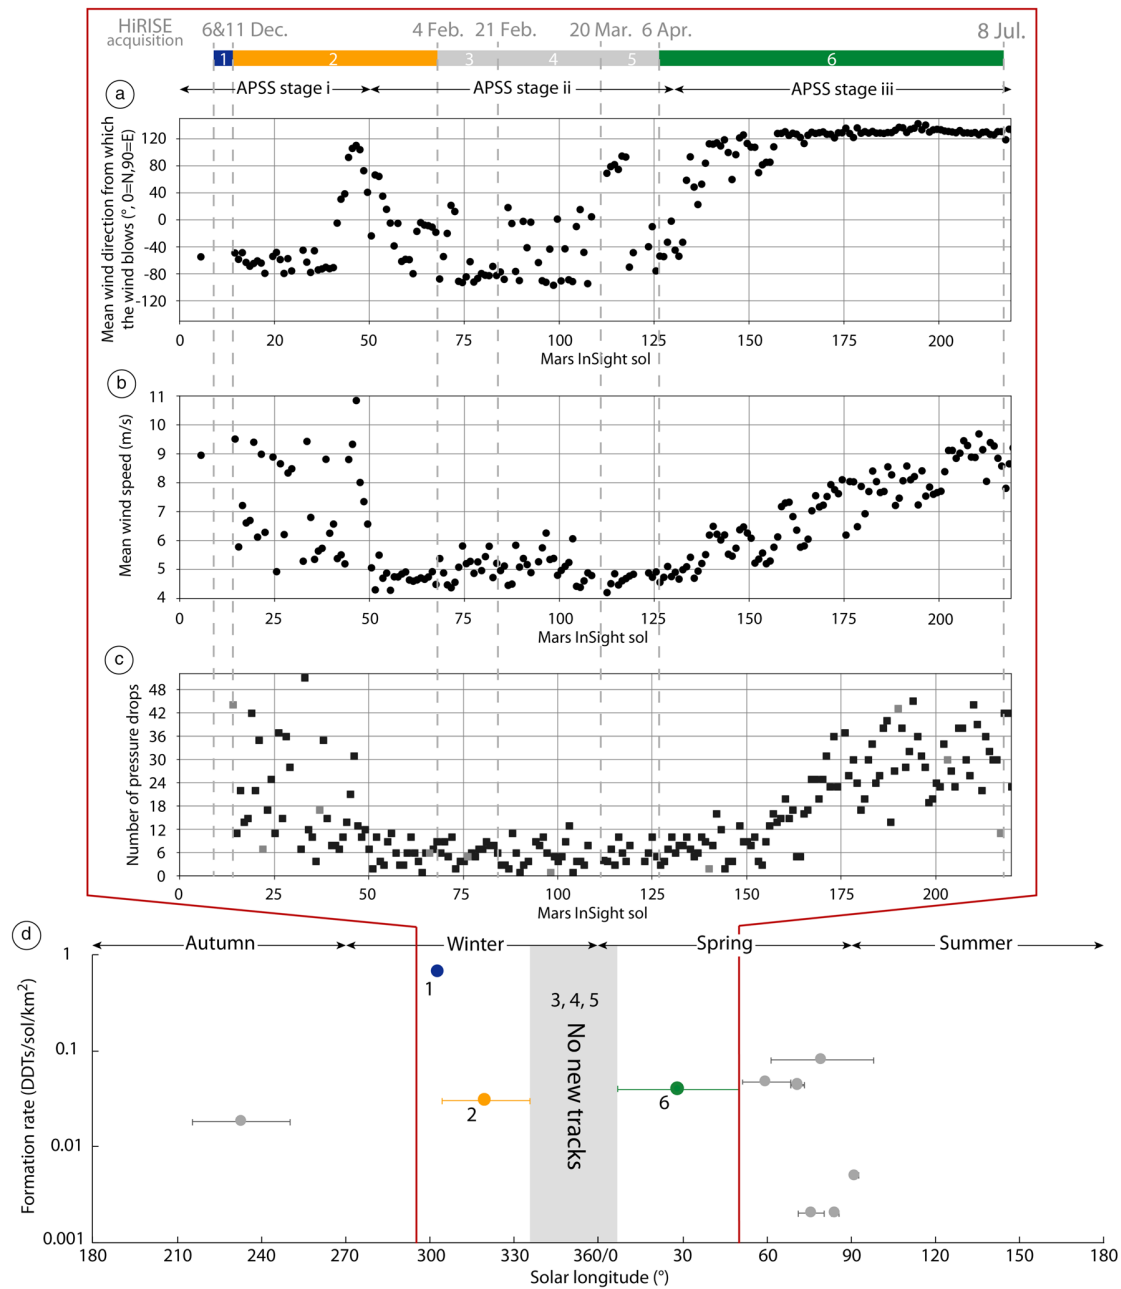 HiRISE acquisition 6&11 Dec. 4 Feb. 21 Feb. 20 Mar. 6 Apr. 8 Jul.
1 2 3 4 5 6
APSS stage i APSS stage ii APSS stage iii
a
Mean wind direction from which
the wind blows (°, 0=N,90=E)
120
80
40
0
-40
-80
-120
0 25 50 75 100 125 150 175 200
Mars InSight sol
b
Mean wind speed (m/s)
11
10
9
8
7
6
5
4
0 25 50 75 100 125 150 175 200
Mars InSight sol
c
Number of pressure drops
48
42
36
30
24
18
12
6
0
0 25 50 75 100 125 150 175 200
Mars InSight sol
d
Autumn Winter Spring Summer
Formation rate (DDTs/sol/km²)
1
0.1
0.01
0.001
1
2
3, 4, 5
No new tracks
6
180 210 240 270 300 330 360/0 30 60 90 120 150 180
Solar longitude (°)